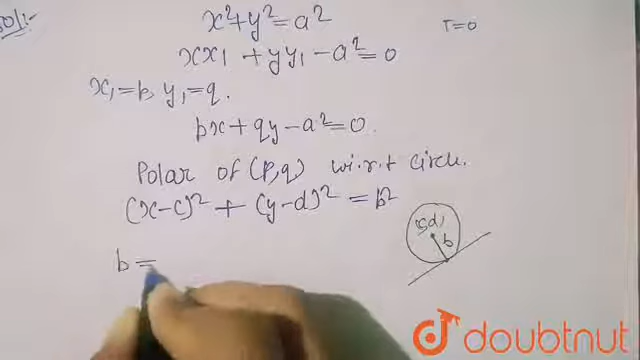 Sol:-
x²+y²=a²
T=0
xx₁ +yy₁-a²=0
x₁=p, y₁=q.
px+qy-a²=0.
Polar of (p,q) w.r.t circle.
(x-c)² + (y-d)² = b²
(c,d)
b
b =
doubtnut